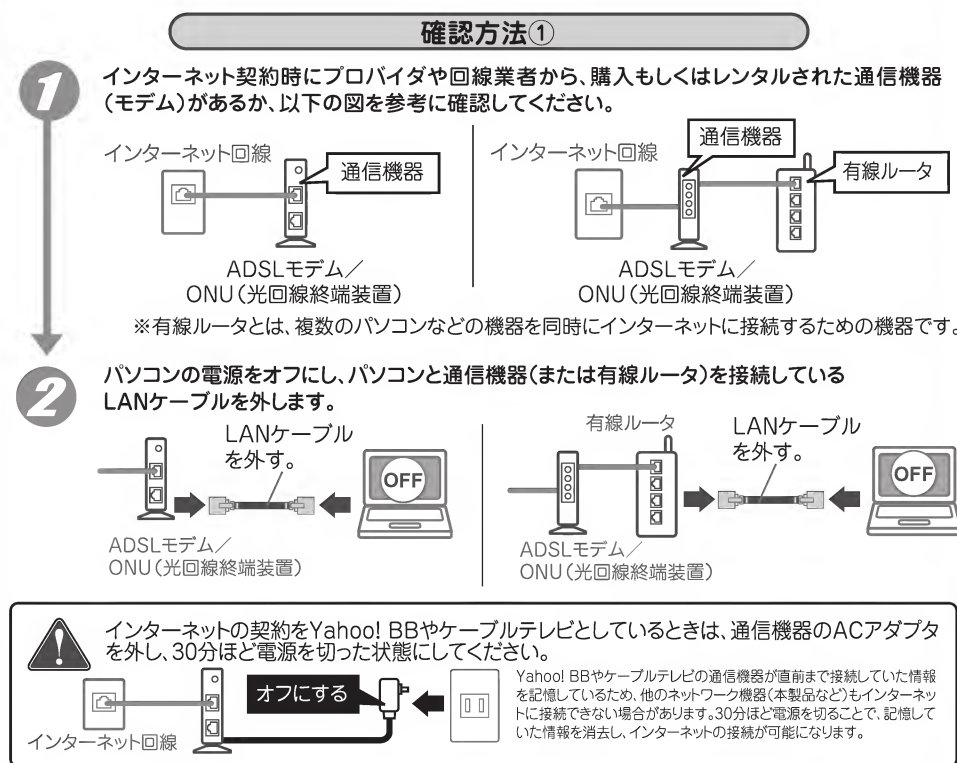 確認方法①
1
インターネット契約時にプロバイダや回線業者から、購入もしくはレンタルされた通信機器
(モデム)があるか、以下の図を参考に確認してください。
インターネット回線
通信機器
ADSLモデム/
ONU(光回線終端装置)
インターネット回線
通信機器
有線ルータ
ADSLモデム/
ONU(光回線終端装置)
※有線ルータとは、複数のパソコンなどの機器を同時にインターネットに接続するための機器です。
2
パソコンの電源をオフにし、パソコンと通信機器(または有線ルータ)を接続している
LANケーブルを外します。
LANケーブル
を外す。
OFF
ADSLモデム/
ONU(光回線終端装置)
有線ルータ
LANケーブル
を外す。
OFF
ADSLモデム/
ONU(光回線終端装置)
インターネットの契約をYahoo! BBやケーブルテレビとしているときは、通信機器のACアダプタ
を外し、30分ほど電源を切った状態にしてください。
インターネット回線
オフにする
Yahoo! BBやケーブルテレビの通信機器が直前まで接続していた情報
を記憶しているため、他のネットワーク機器(本製品など)もインターネッ
トに接続できない場合があります。30分ほど電源を切ることで、記憶して
いた情報を消去し、インターネットの接続が可能になります。